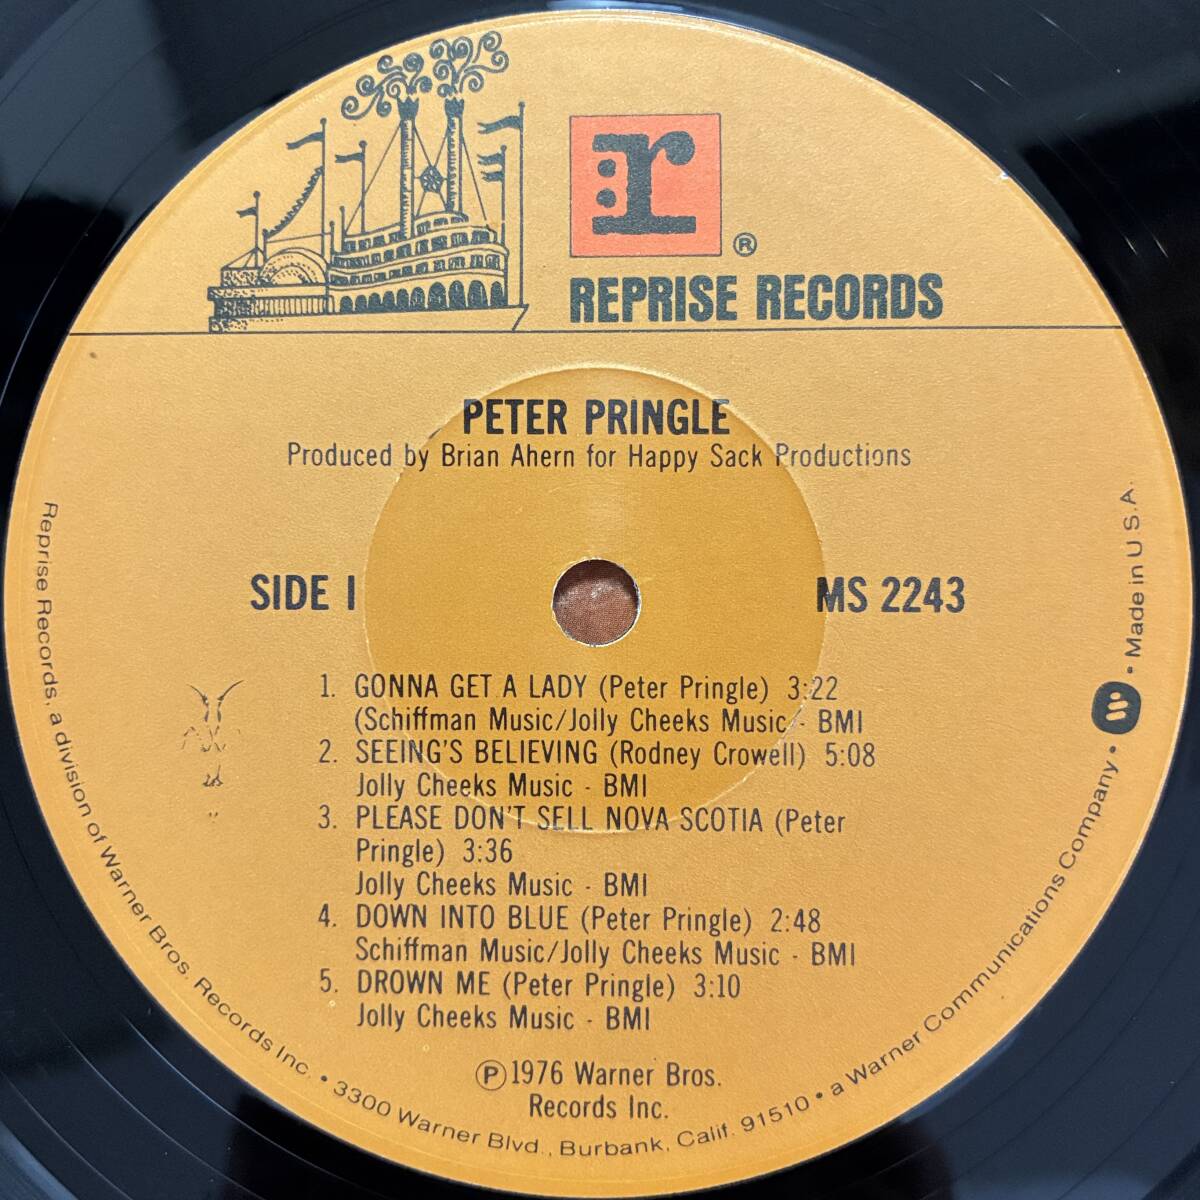 r
®
REPRISE RECORDS
PETER PRINGLE
Produced by Brian Ahern for Happy Sack Productions
SIDE 1
MS 2243
1. GONNA GET A LADY (Peter Pringle) 3:22
(Schiffman Music/Jolly Cheeks Music - BMI
2. SEEING'S BELIEVING (Rodney Crowell) 5:08
Jolly Cheeks Music - BMI
3. PLEASE DON'T SELL NOVA SCOTIA (Peter
Pringle) 3:36
Jolly Cheeks Music - BMI
4. DOWN INTO BLUE (Peter Pringle) 2:48
Schiffman Music/Jolly Cheeks Music - BMI
5. DROWN ME (Peter Pringle) 3:10
Jolly Cheeks Music - BMI
℗ 1976 Warner Bros.
Records Inc.
Reprise Records, a division of Warner Bros. Records Inc. • 3300 Warner Blvd., Burbank, Calif. 91510 • a Warner Communications Company • W • Made in U.S.A.